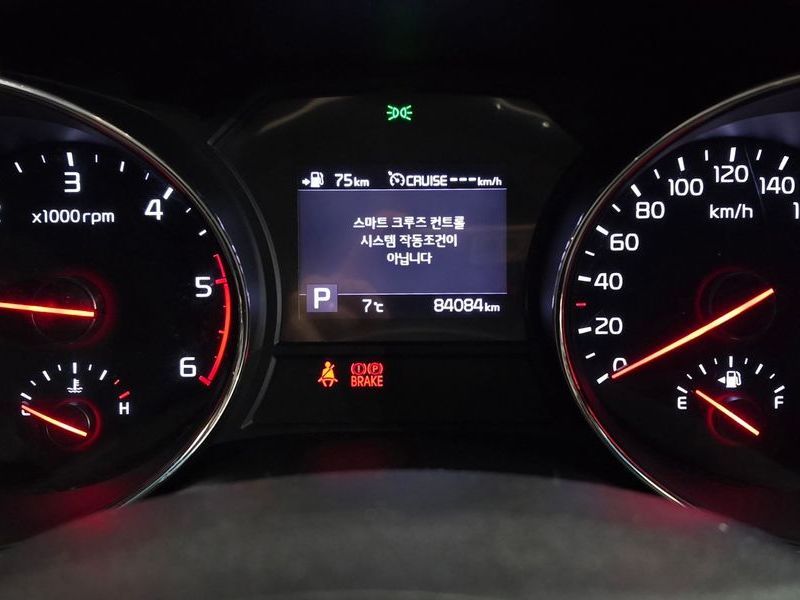 75km CRUISE---km/h
스마트 크루즈 컨트롤
시스템 작동조건이
아닙니다
P 7℃ 84084km
BRAKE
3
4
x1000rpm
5
6
H
140
120
100
80
km/h
60
40
20
0
E F